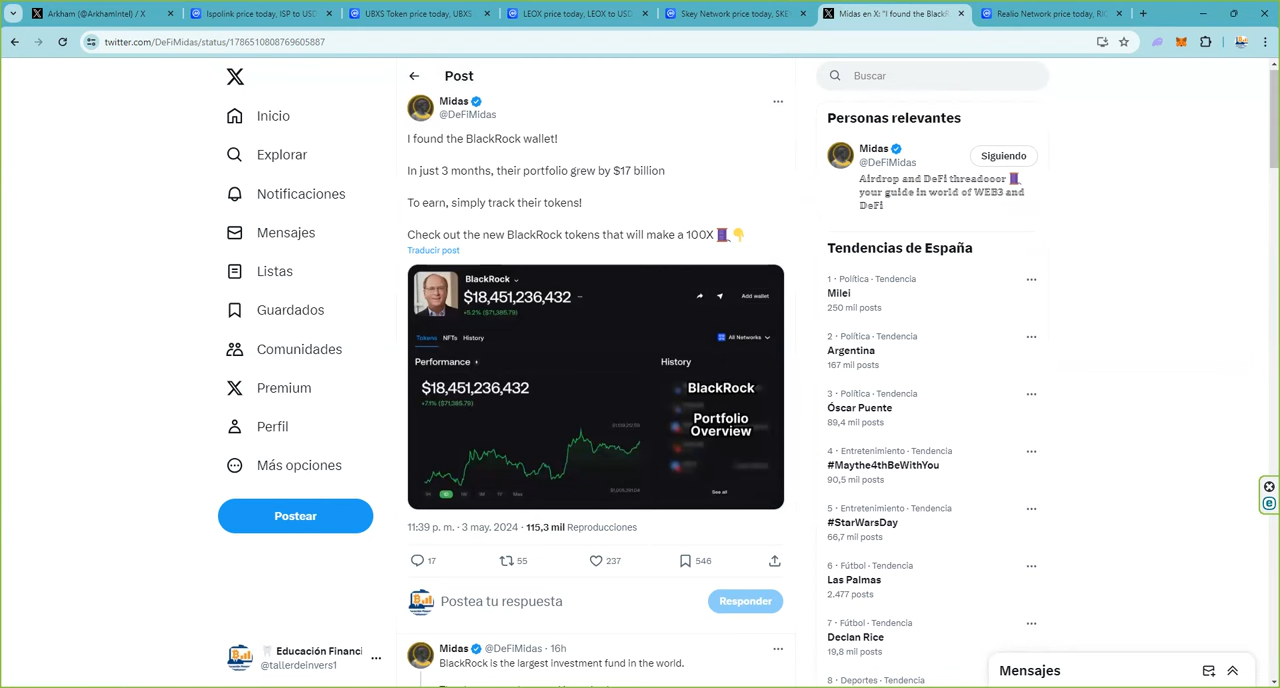 Arkham (@ArkhamIntel) / X
Ispolink price today, ISP to USD
UBXS Token price today, UBXS
LEOX price today, LEOX to USD
Skey Network price today, SKEY
Midas en X: "I found the BlackR
Realio Network price today, RI
twitter.com/DeFiMidas/status/1786510808769605887
Inicio
Explorar
Notificaciones
Mensajes
Listas
Guardados
Comunidades
Premium
Perfil
Más opciones
Postear
Educación Financi
@tallerdeinvers1
Post
Midas
@DeFiMidas
I found the BlackRock wallet!
In just 3 months, their portfolio grew by $17 billion
To earn, simply track their tokens!
Check out the new BlackRock tokens that will make a 100X 🧵👇
Traducir post
BlackRock
$18,451,236,432
+5.2% ($71,385.79)
Add wallet
Tokens NFTs History
All Networks
Performance
History
$18,451,236,432
+7.1% ($71,385.79)
BlackRock
Portfolio
Overview
See all
11:39 p. m. · 3 may. 2024 · 115,3 mil Reproducciones
17 55 237 546
Postea tu respuesta
Responder
Midas @DeFiMidas · 16h
BlackRock is the largest investment fund in the world.
Buscar
Personas relevantes
Midas
@DeFiMidas
Siguiendo
Airdrop and DeFi threadooor 🧵
your guide in world of WEB3 and
DeFi
Tendencias de España
1 · Política · Tendencia
Milei
250 mil posts
2 · Política · Tendencia
Argentina
167 mil posts
3 · Política · Tendencia
Óscar Puente
89,4 mil posts
4 · Entretenimiento · Tendencia
#Maythe4thBeWithYou
90,5 mil posts
5 · Entretenimiento · Tendencia
#StarWarsDay
66,7 mil posts
6 · Fútbol · Tendencia
Las Palmas
2.477 posts
7 · Fútbol · Tendencia
Declan Rice
19,8 mil posts
8 · Deportes · Tendencia
Mensajes